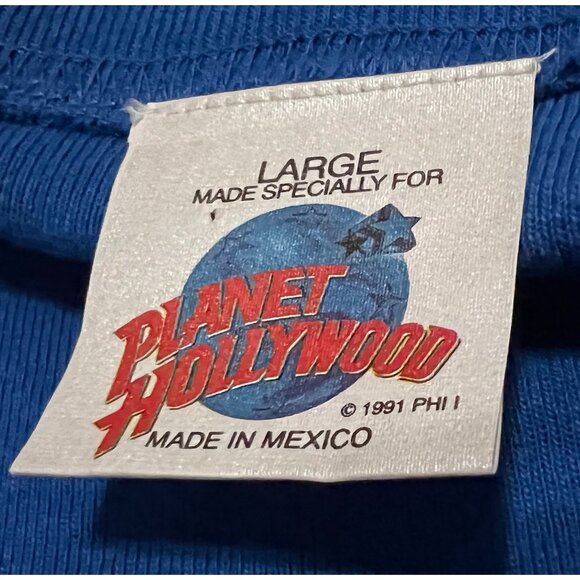 LARGE
MADE SPECIALLY FOR
PLANET
HOLLYWOOD
© 1991 PHI I
MADE IN MEXICO